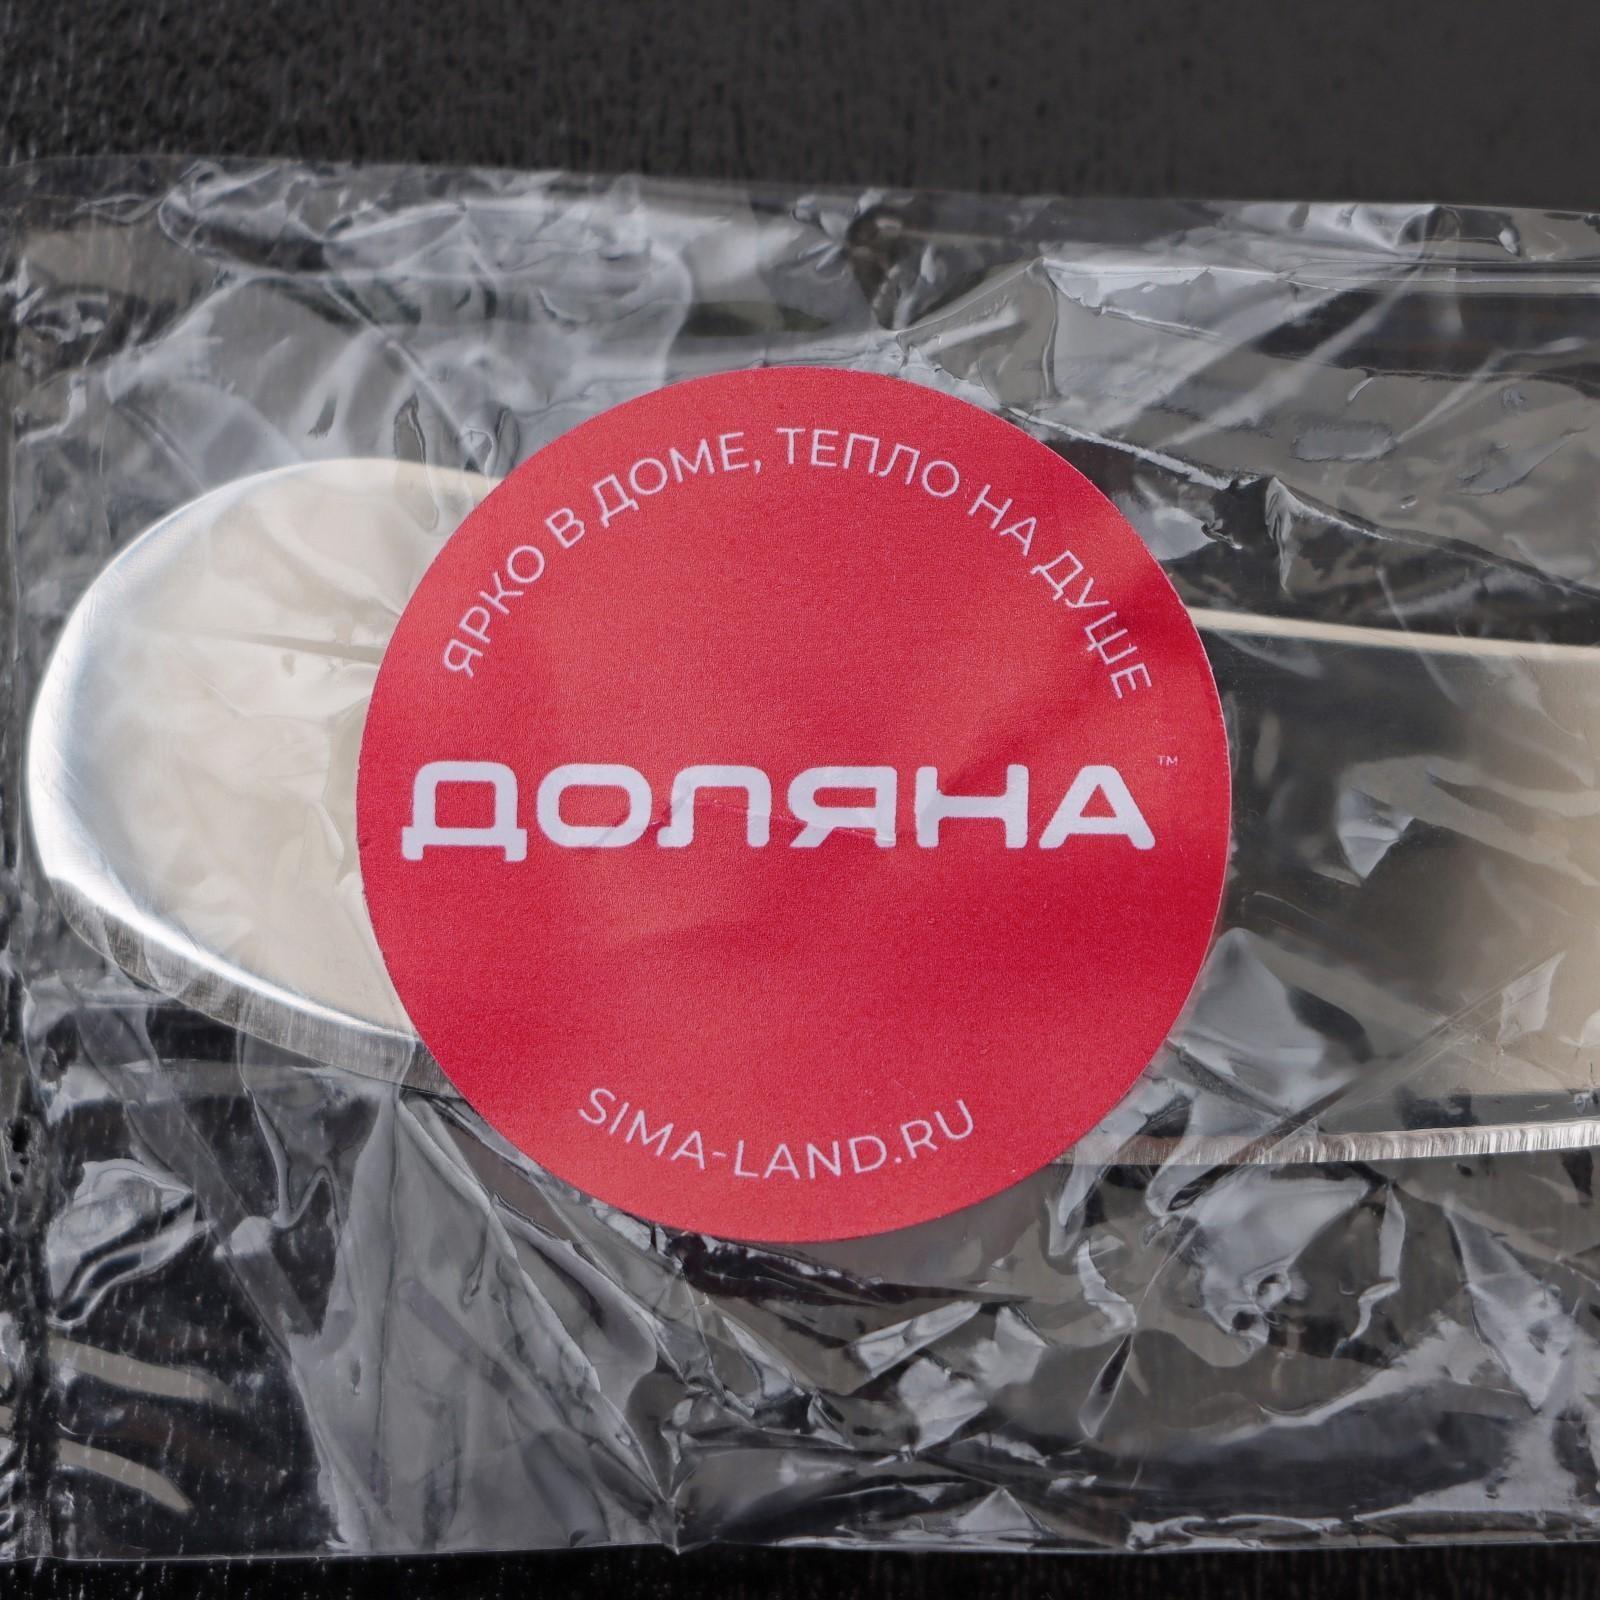 ЯРКО В ДОМЕ, ТЕПЛО НА ДУШЕ
ДОЛЯНА™
SIMA-LAND.RU